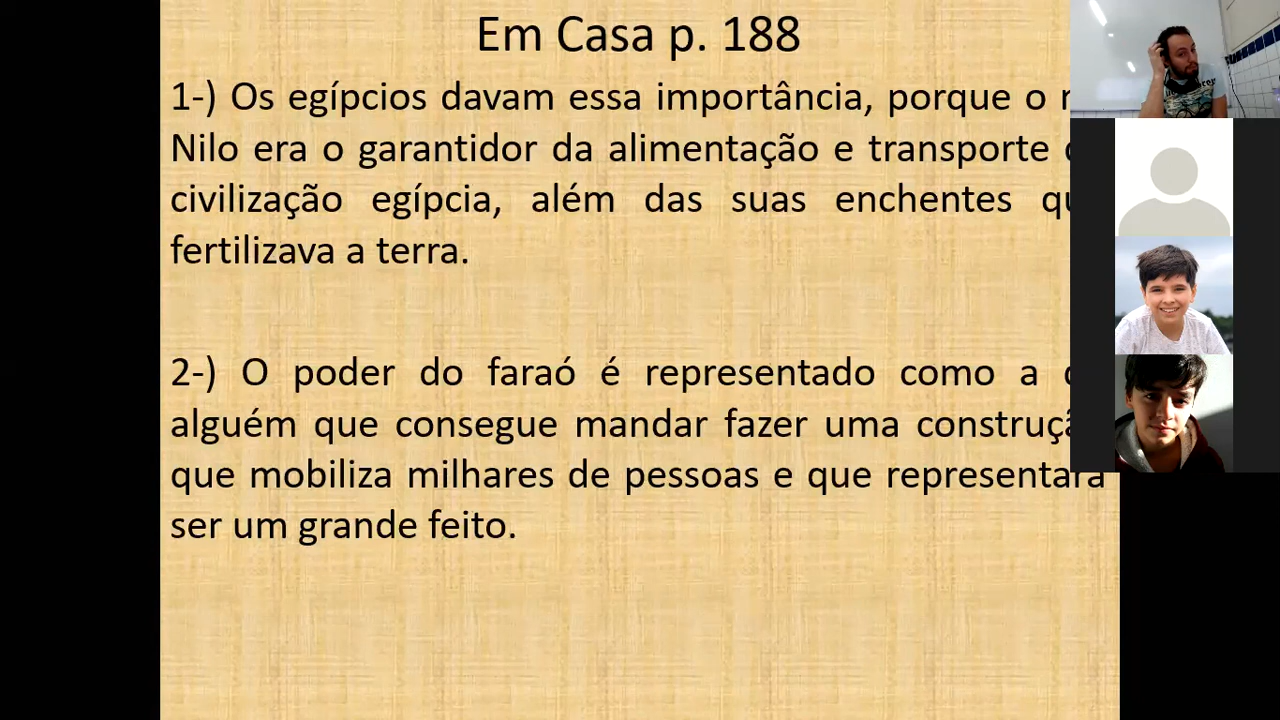 Em Casa p. 188
1-) Os egípcios davam essa importância, porque o
Nilo era o garantidor da alimentação e transporte
civilização egípcia, além das suas enchentes
fertilizava a terra.
2-) O poder do faraó é representado como a
alguém que consegue mandar fazer uma
que mobiliza milhares de pessoas e que representará
ser um grande feito.